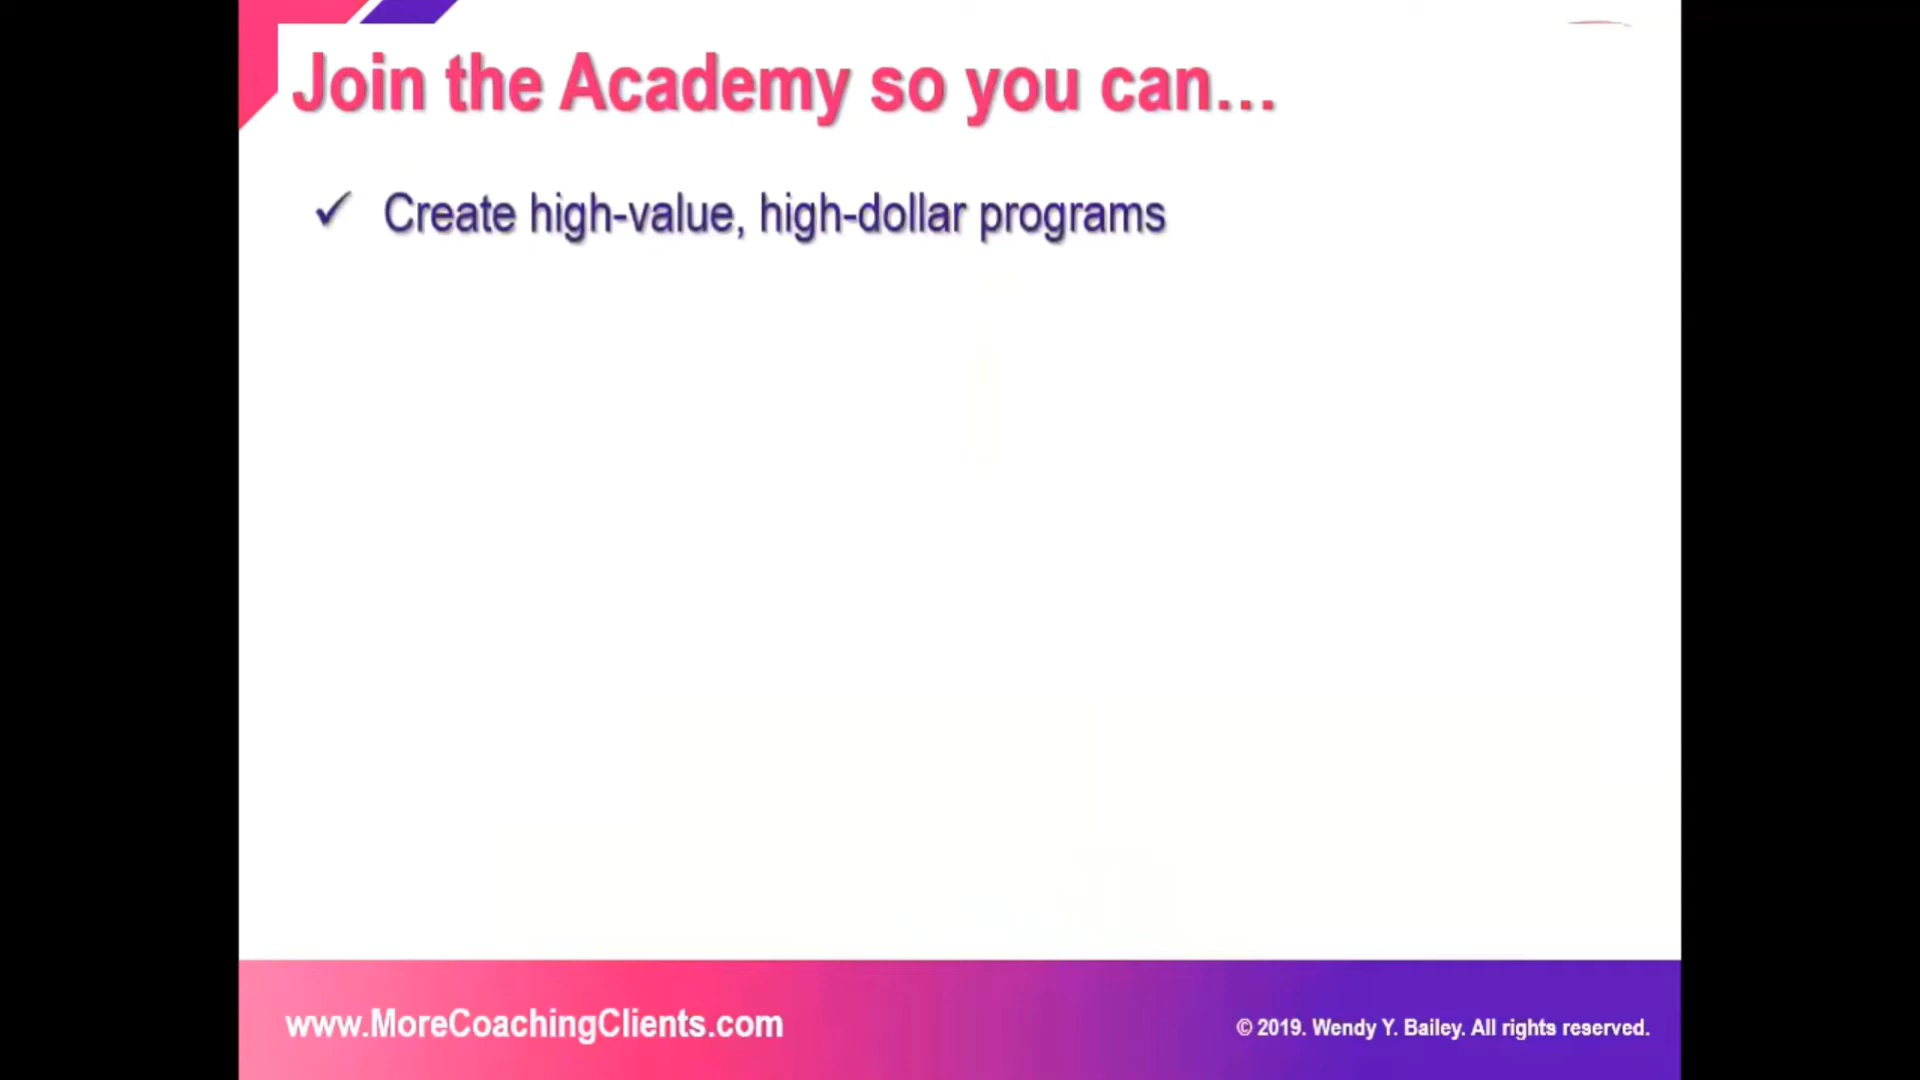 Join the Academy so you can…
✓ Create high-value, high-dollar programs
www.MoreCoachingClients.com
© 2019. Wendy Y. Bailey. All rights reserved.